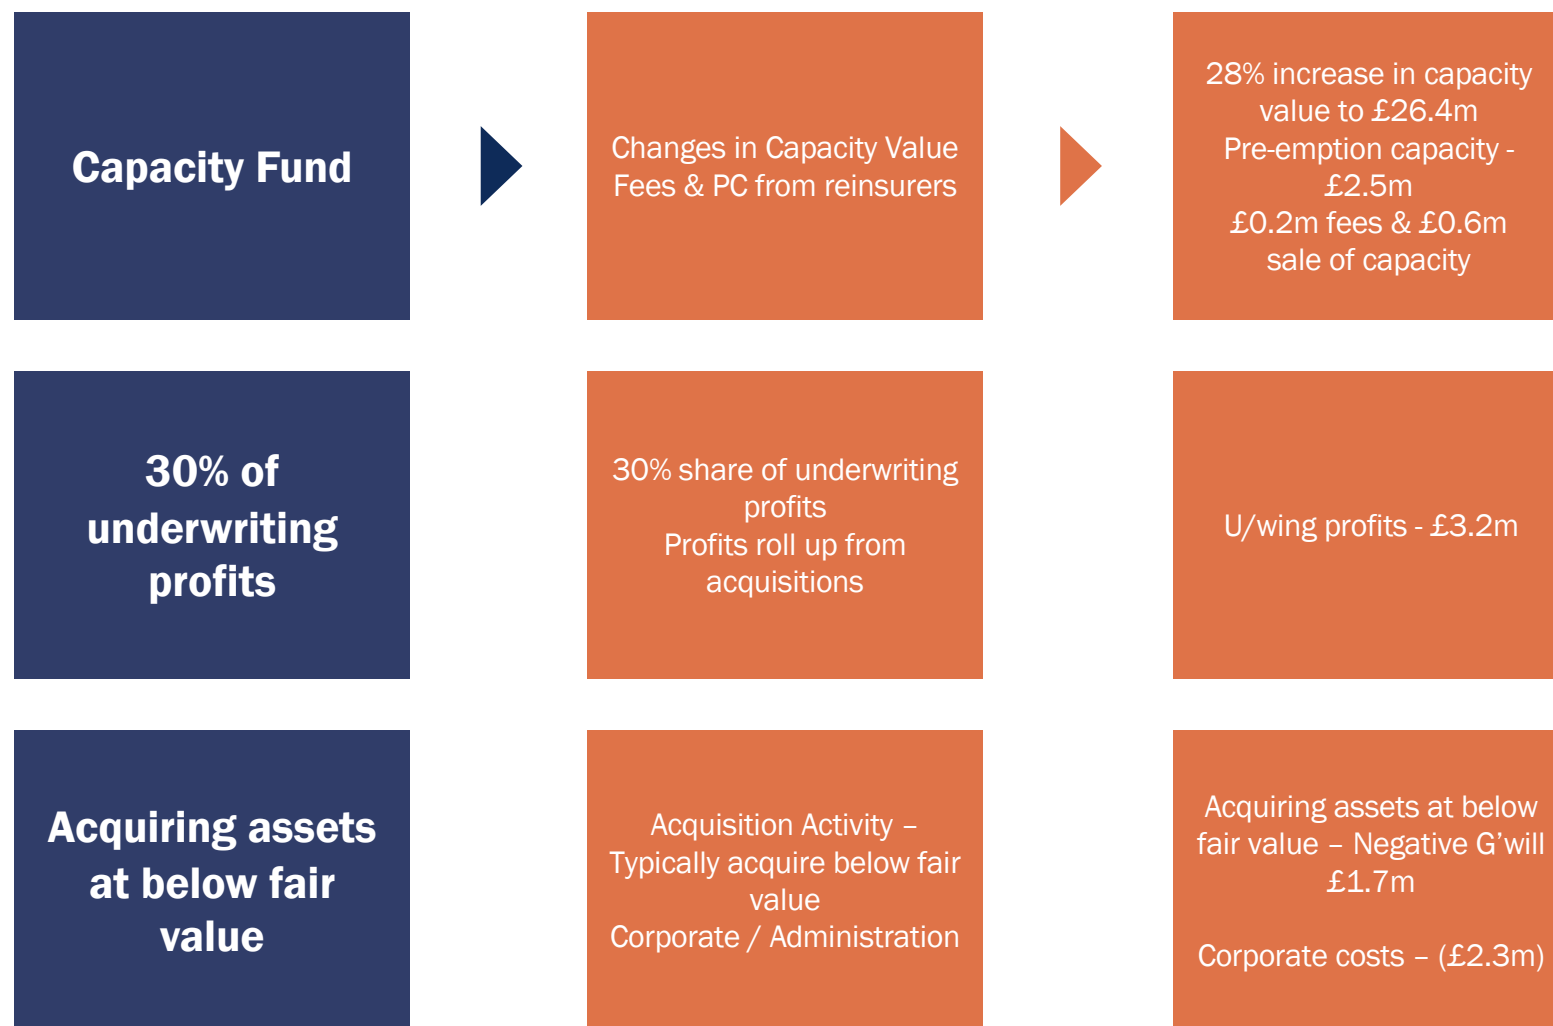 Capacity Fund
Changes in Capacity Value
Fees & PC from reinsurers
28% increase in capacity
value to £26.4m
Pre-emption capacity -
£2.5m
£0.2m fees & £0.6m
sale of capacity
30% of
underwriting
profits
30% share of underwriting
profits
Profits roll up from
acquisitions
U/wing profits - £3.2m
Acquiring assets
at below fair
value
Acquisition Activity –
Typically acquire below fair
value
Corporate / Administration
Acquiring assets at below
fair value – Negative G’will
£1.7m
Corporate costs – (£2.3m)